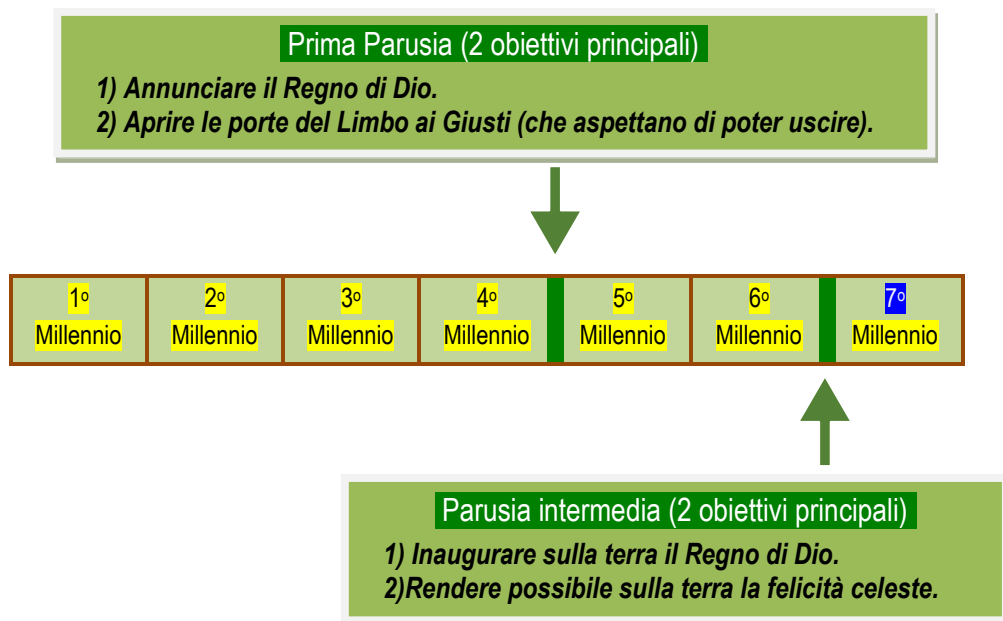 Prima Parusia (2 obiettivi principali)
1) Annunciare il Regno di Dio.
2) Aprire le porte del Limbo ai Giusti (che aspettano di poter uscire).
1º 2º 3º 4º 5º 6º 7º
Millennio Millennio Millennio Millennio Millennio Millennio Millennio
Parusia intermedia (2 obiettivi principali)
1) Inaugurare sulla terra il Regno di Dio.
2)Rendere possibile sulla terra la felicità celeste.